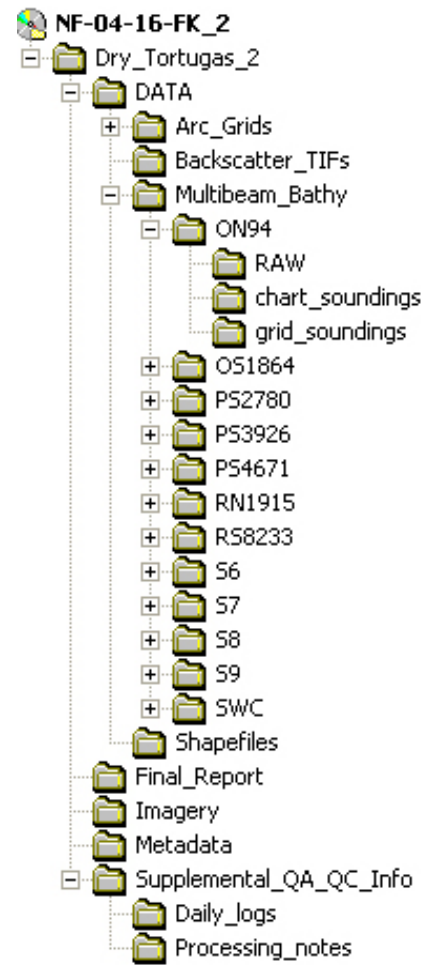 NF-04-16-FK_2
Dry_Tortugas_2
DATA
Arc_Grids
Backscatter_TIFs
Multibeam_Bathy
ON94
RAW
chart_soundings
grid_soundings
OS1864
PS2780
PS3926
PS4671
RN1915
RS8233
S6
S7
S8
S9
SWC
Shapefiles
Final_Report
Imagery
Metadata
Supplemental_QA_QC_Info
Daily_logs
Processing_notes